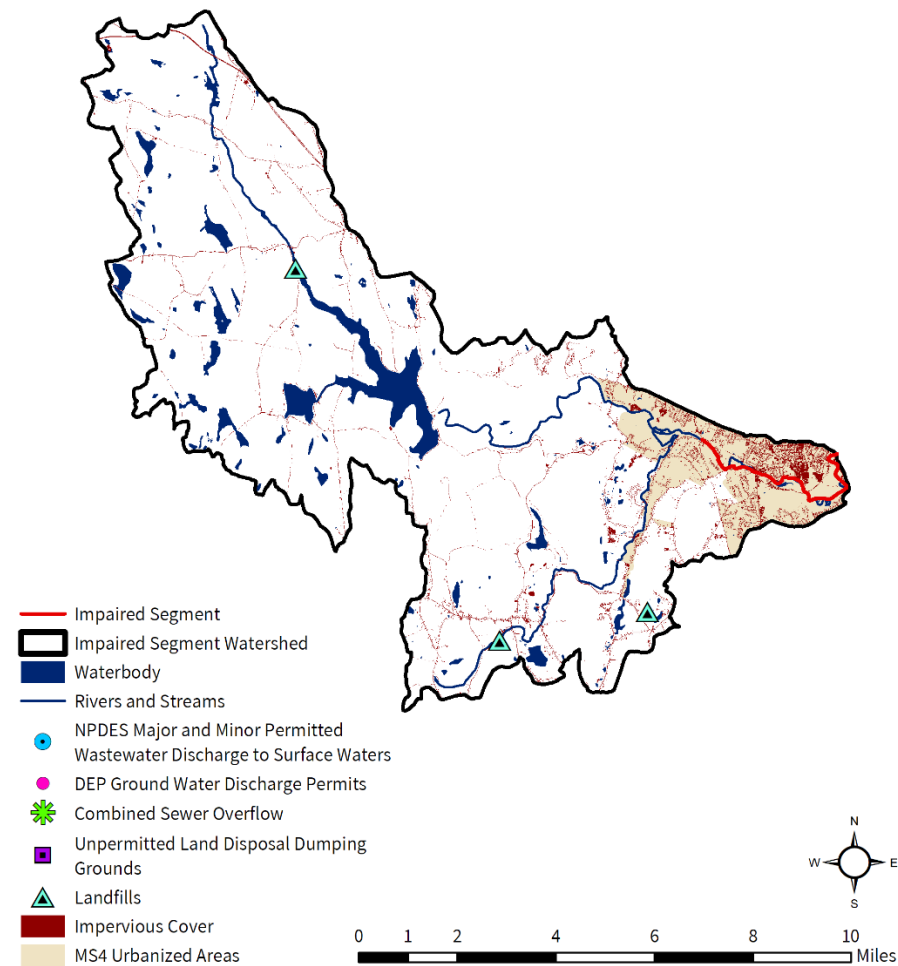 Impaired Segment
Impaired Segment Watershed
Waterbody
Rivers and Streams
NPDES Major and Minor Permitted
Wastewater Discharge to Surface Waters
DEP Ground Water Discharge Permits
Combined Sewer Overflow
Unpermitted Land Disposal Dumping
Grounds
Landfills
Impervious Cover
MS4 Urbanized Areas
N
W E
S
0 1 2 4 6 8 10
Miles